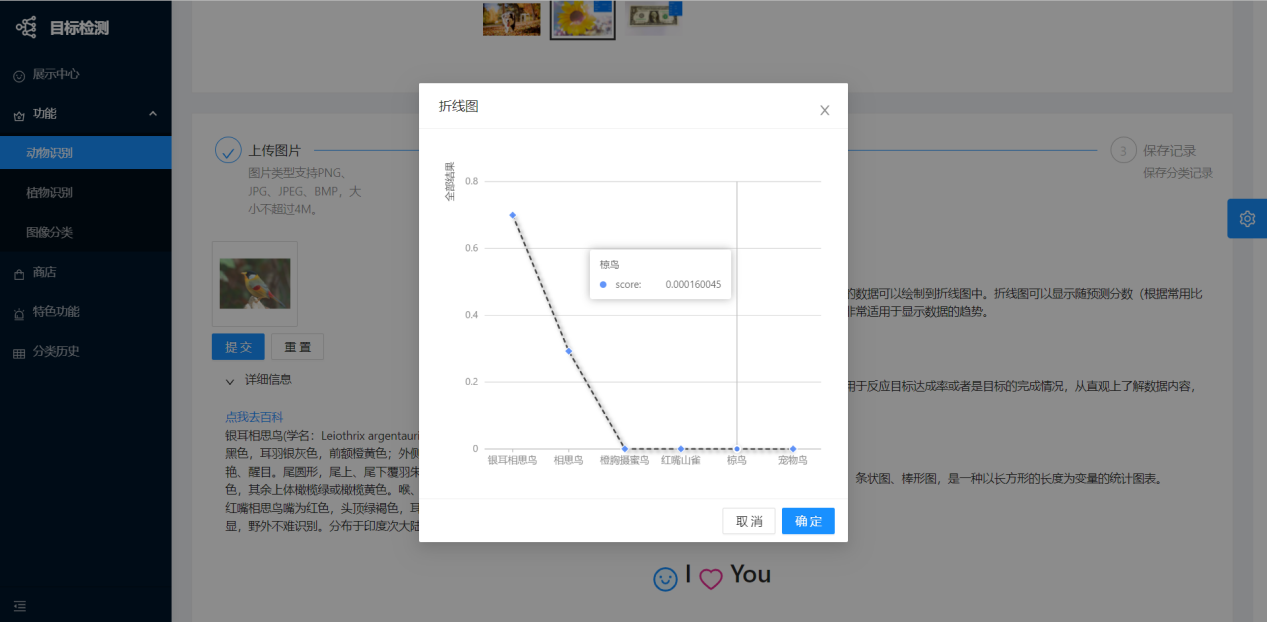 目标检测
展示中心
功能
动物识别
植物识别
图像分类
商店
特色功能
分类历史
上传图片
图片类型支持PNG、
JPG、JPEG、BMP，大
小不超过4M。
3 保存记录
保存分类记录
提 交 重 置
详细信息
点我去百科
银耳相思鸟(学名：Leiothrix argentauri
黑色，耳羽银灰色，前额橙黄色；外侧
艳、醒目。尾圆形，尾上、尾下覆羽朱
色，其余上体橄榄绿或橄榄黄色。喉、
红嘴相思鸟嘴为红色，头顶绿褐色，耳
显，野外不难识别。分布于印度次大陆
折线图
全部结果
0.8
0.6
0.4
0.2
0
椋鸟
score: 0.000160045
银耳相思鸟 相思鸟 橙胸摄蜜鸟 红嘴山雀 椋鸟 宠物鸟
取 消 确 定
的数据可以绘制到折线图中。折线图可以显示随预测分数（根据常用比
非常适用于显示数据的趋势。
用于反应目标达成率或者是目标的完成情况，从直观上了解数据内容，
条状图、棒形图，是一种以长方形的长度为变量的统计图表。
I You